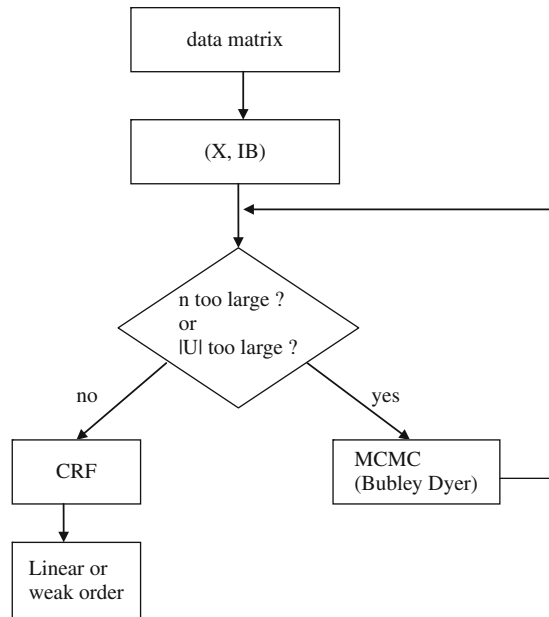 data matrix
(X, IB)
n too large ?
or
|U| too large ?
no
yes
CRF
MCMC
(Bubley Dyer)
Linear or
weak order